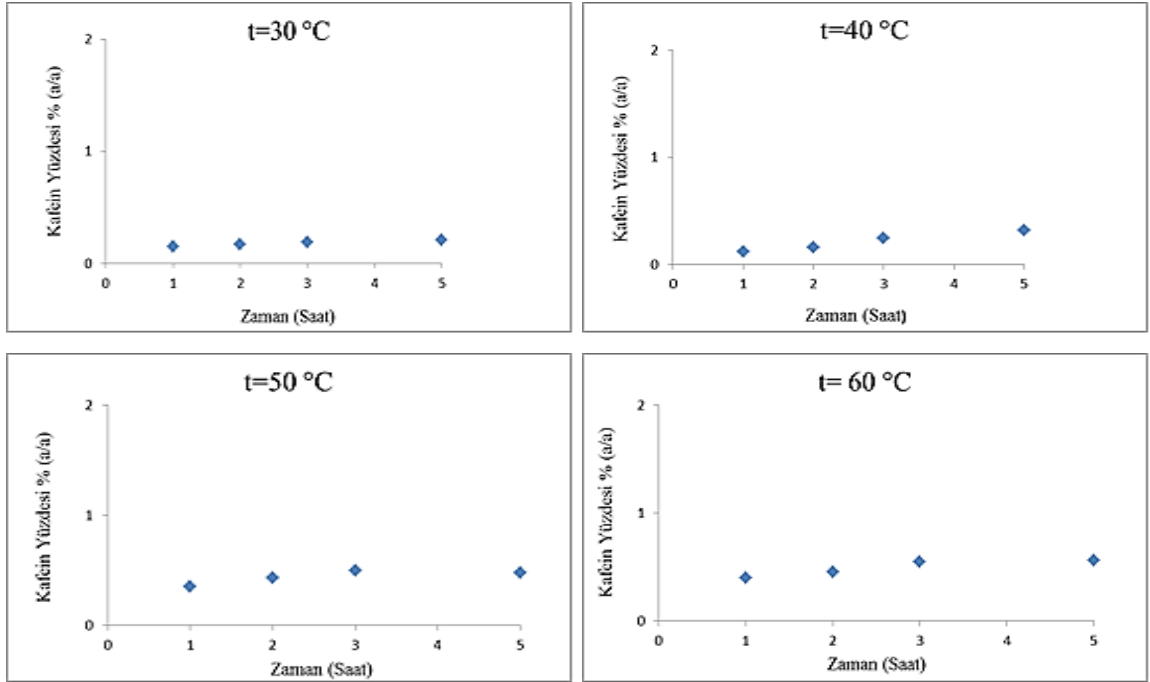 t=30 °C
Kafein Yüzdesi % (a/a)
2
1
0
0 1 2 3 4 5
Zaman (Saat)
t=40 °C
Kafein Yüzdesi % (a/a)
2
1
0
0 1 2 3 4 5
Zaman (Saat)
t=50 °C
Kafein Yüzdesi % (a/a)
2
1
0
0 1 2 3 4 5
Zaman (Saat)
t= 60 °C
Kafein Yüzdesi % (a/a)
2
1
0
0 1 2 3 4 5
Zaman (Saat)